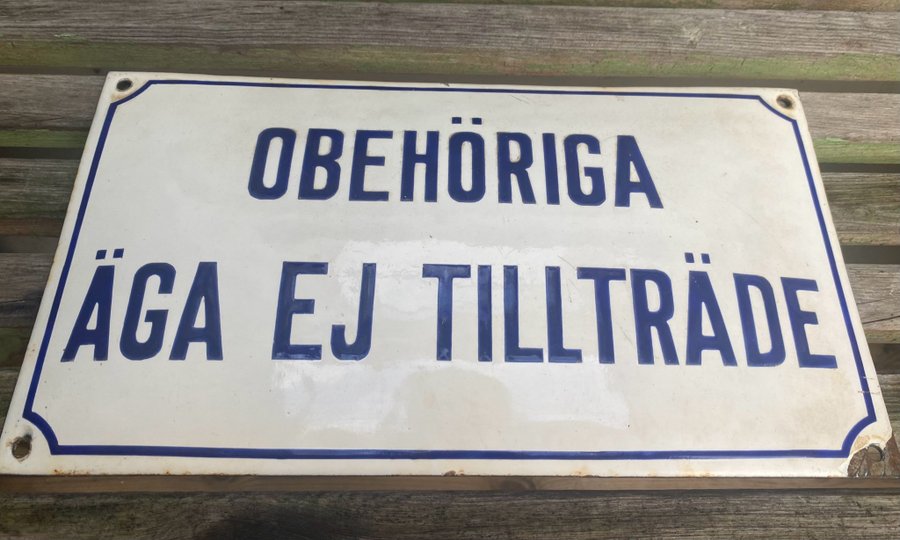 OBEHÖRIGA
ÄGA EJ TILLTRÄDE